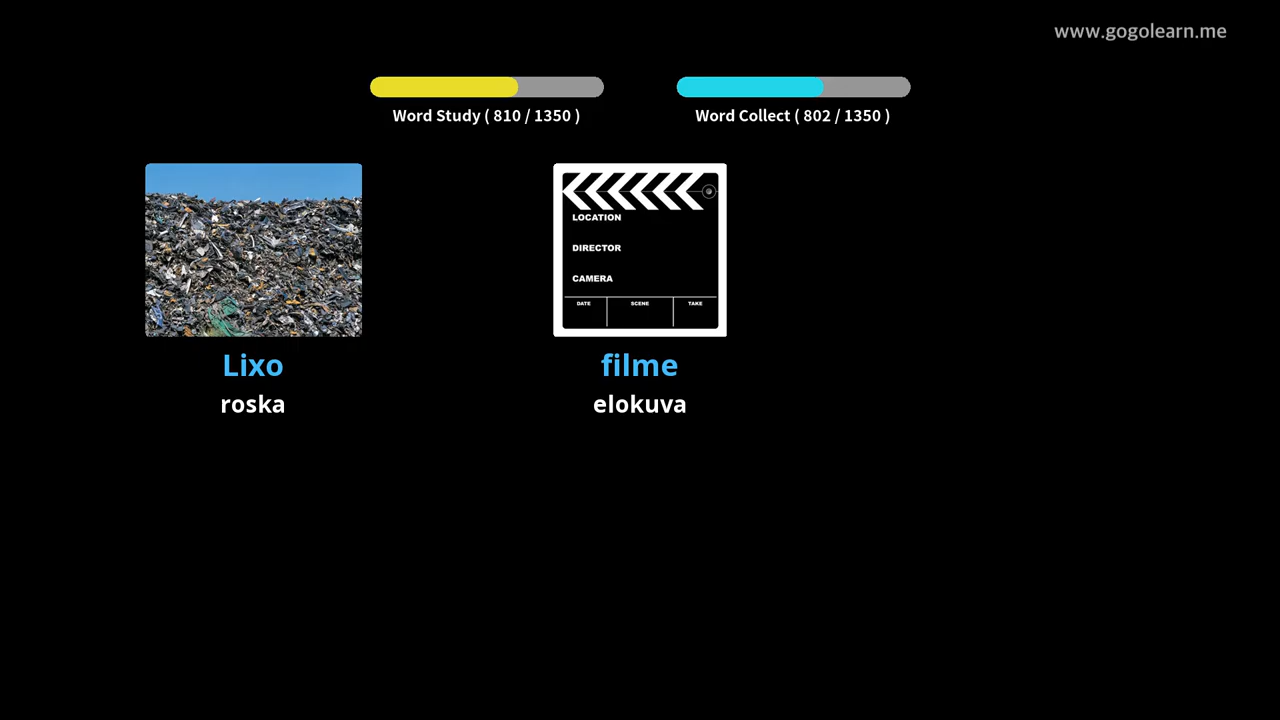 www.gogolearn.me
Word Study ( 810 / 1350 )
Word Collect ( 802 / 1350 )
LOCATION
DIRECTOR
CAMERA
DATE
SCENE
TAKE
Lixo
filme
roska
elokuva